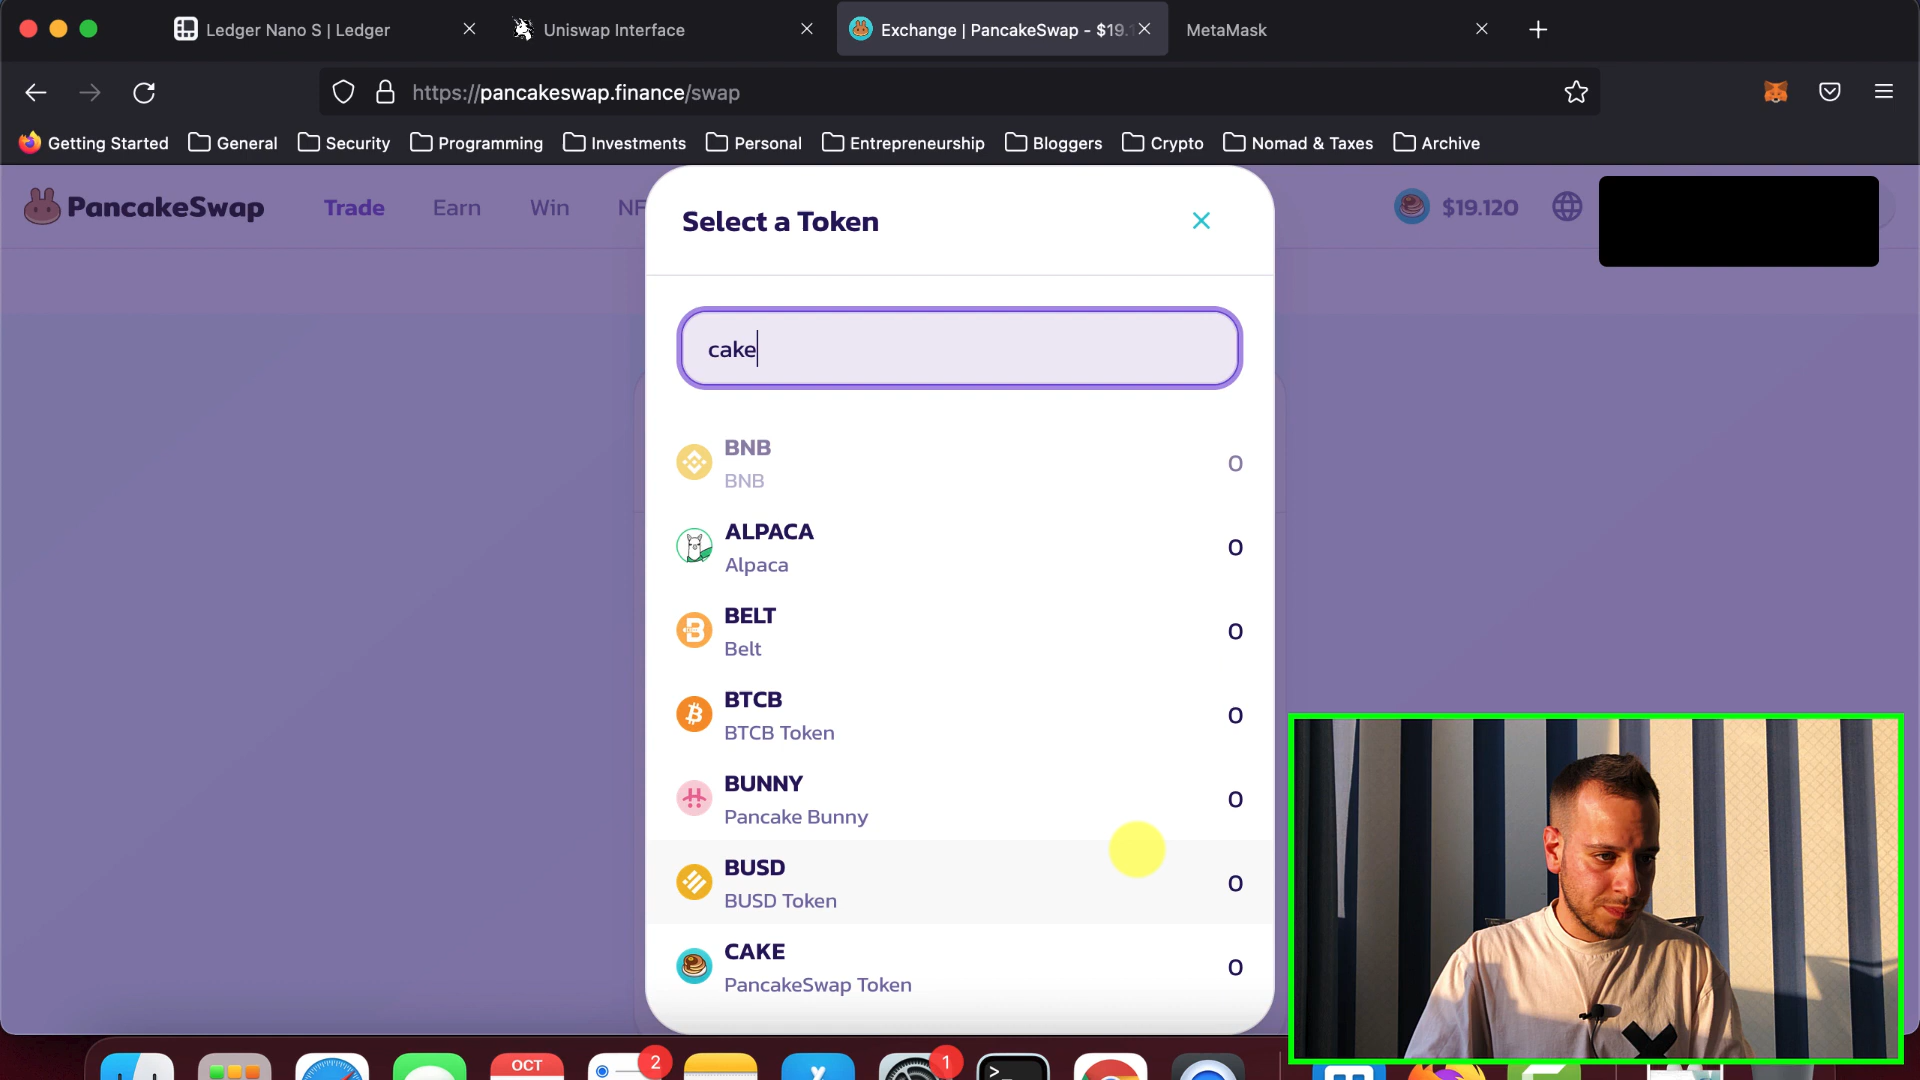 Ledger Nano S | Ledger
Uniswap Interface
Exchange | PancakeSwap - $19.1
MetaMask
https://pancakeswap.finance/swap
Getting Started
General
Security
Programming
Investments
Personal
Entrepreneurship
Bloggers
Crypto
Nomad & Taxes
Archive
PancakeSwap
Trade
Earn
Win
NF
$19.120
Select a Token
cake
BNB
BNB
0
ALPACA
Alpaca
0
BELT
Belt
0
BTCB
BTCB Token
0
BUNNY
Pancake Bunny
0
BUSD
BUSD Token
0
CAKE
PancakeSwap Token
0
OCT
2
1